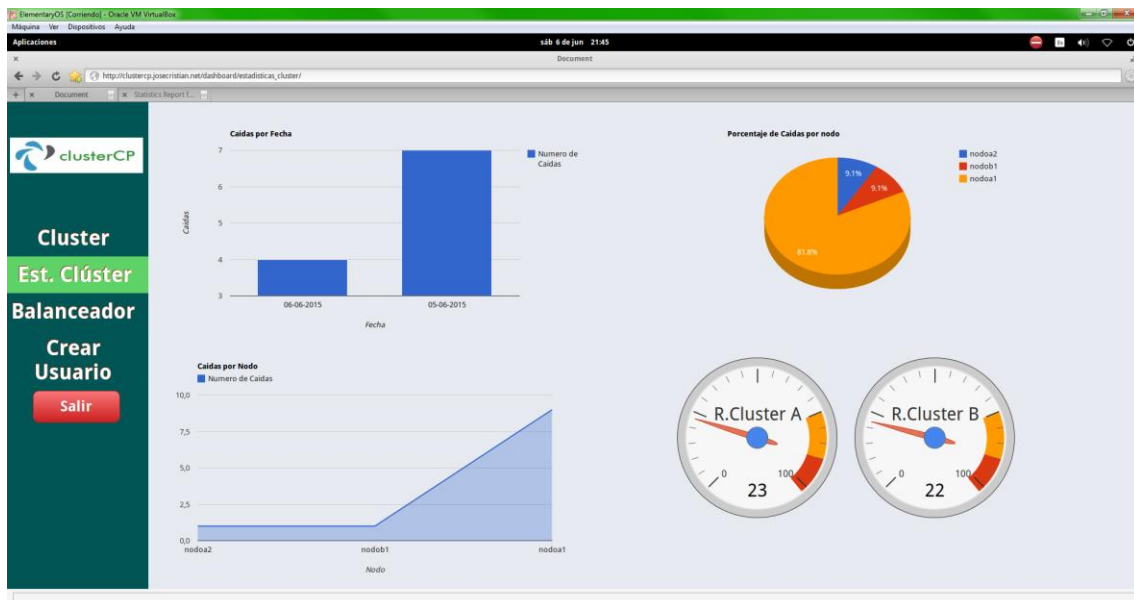 ElementaryOS [Corriendo] - Oracle VM VirtualBox
Máquina Ver Dispositivos Ayuda
Aplicaciones
sáb 6 de jun 21:45
Es
Document
http://clustercp.josecristian.net/dashboard/estadisticas_cluster/
Document
Statistics Report f...
clusterCP
Cluster
Est. Clúster
Balanceador
Crear
Usuario
Salir
Caidas por Fecha
7
6
5
4
3
Caidas
06-06-2015
05-06-2015
Fecha
Numero de
Caidas
Porcentaje de Caidas por nodo
9.1%
9.1%
81.8%
nodoa2
nodob1
nodoa1
Caidas por Nodo
Numero de Caidas
10,0
7,5
5,0
2,5
0,0
nodoa2
nodob1
nodoa1
Nodo
R.Cluster A
0
100
23
R.Cluster B
0
100
22